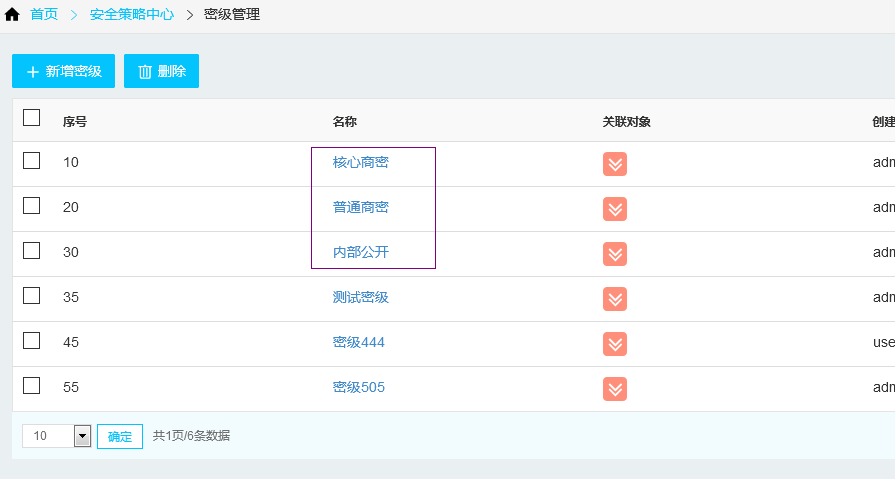 首页 > 安全策略中心 > 密级管理
+ 新增密级 删除
序号 名称 关联对象 创建
10 核心商密 adm
20 普通商密 adm
30 内部公开 adm
35 测试密级 adm
45 密级444 use
55 密级505 adm
10 确定 共1页/6条数据